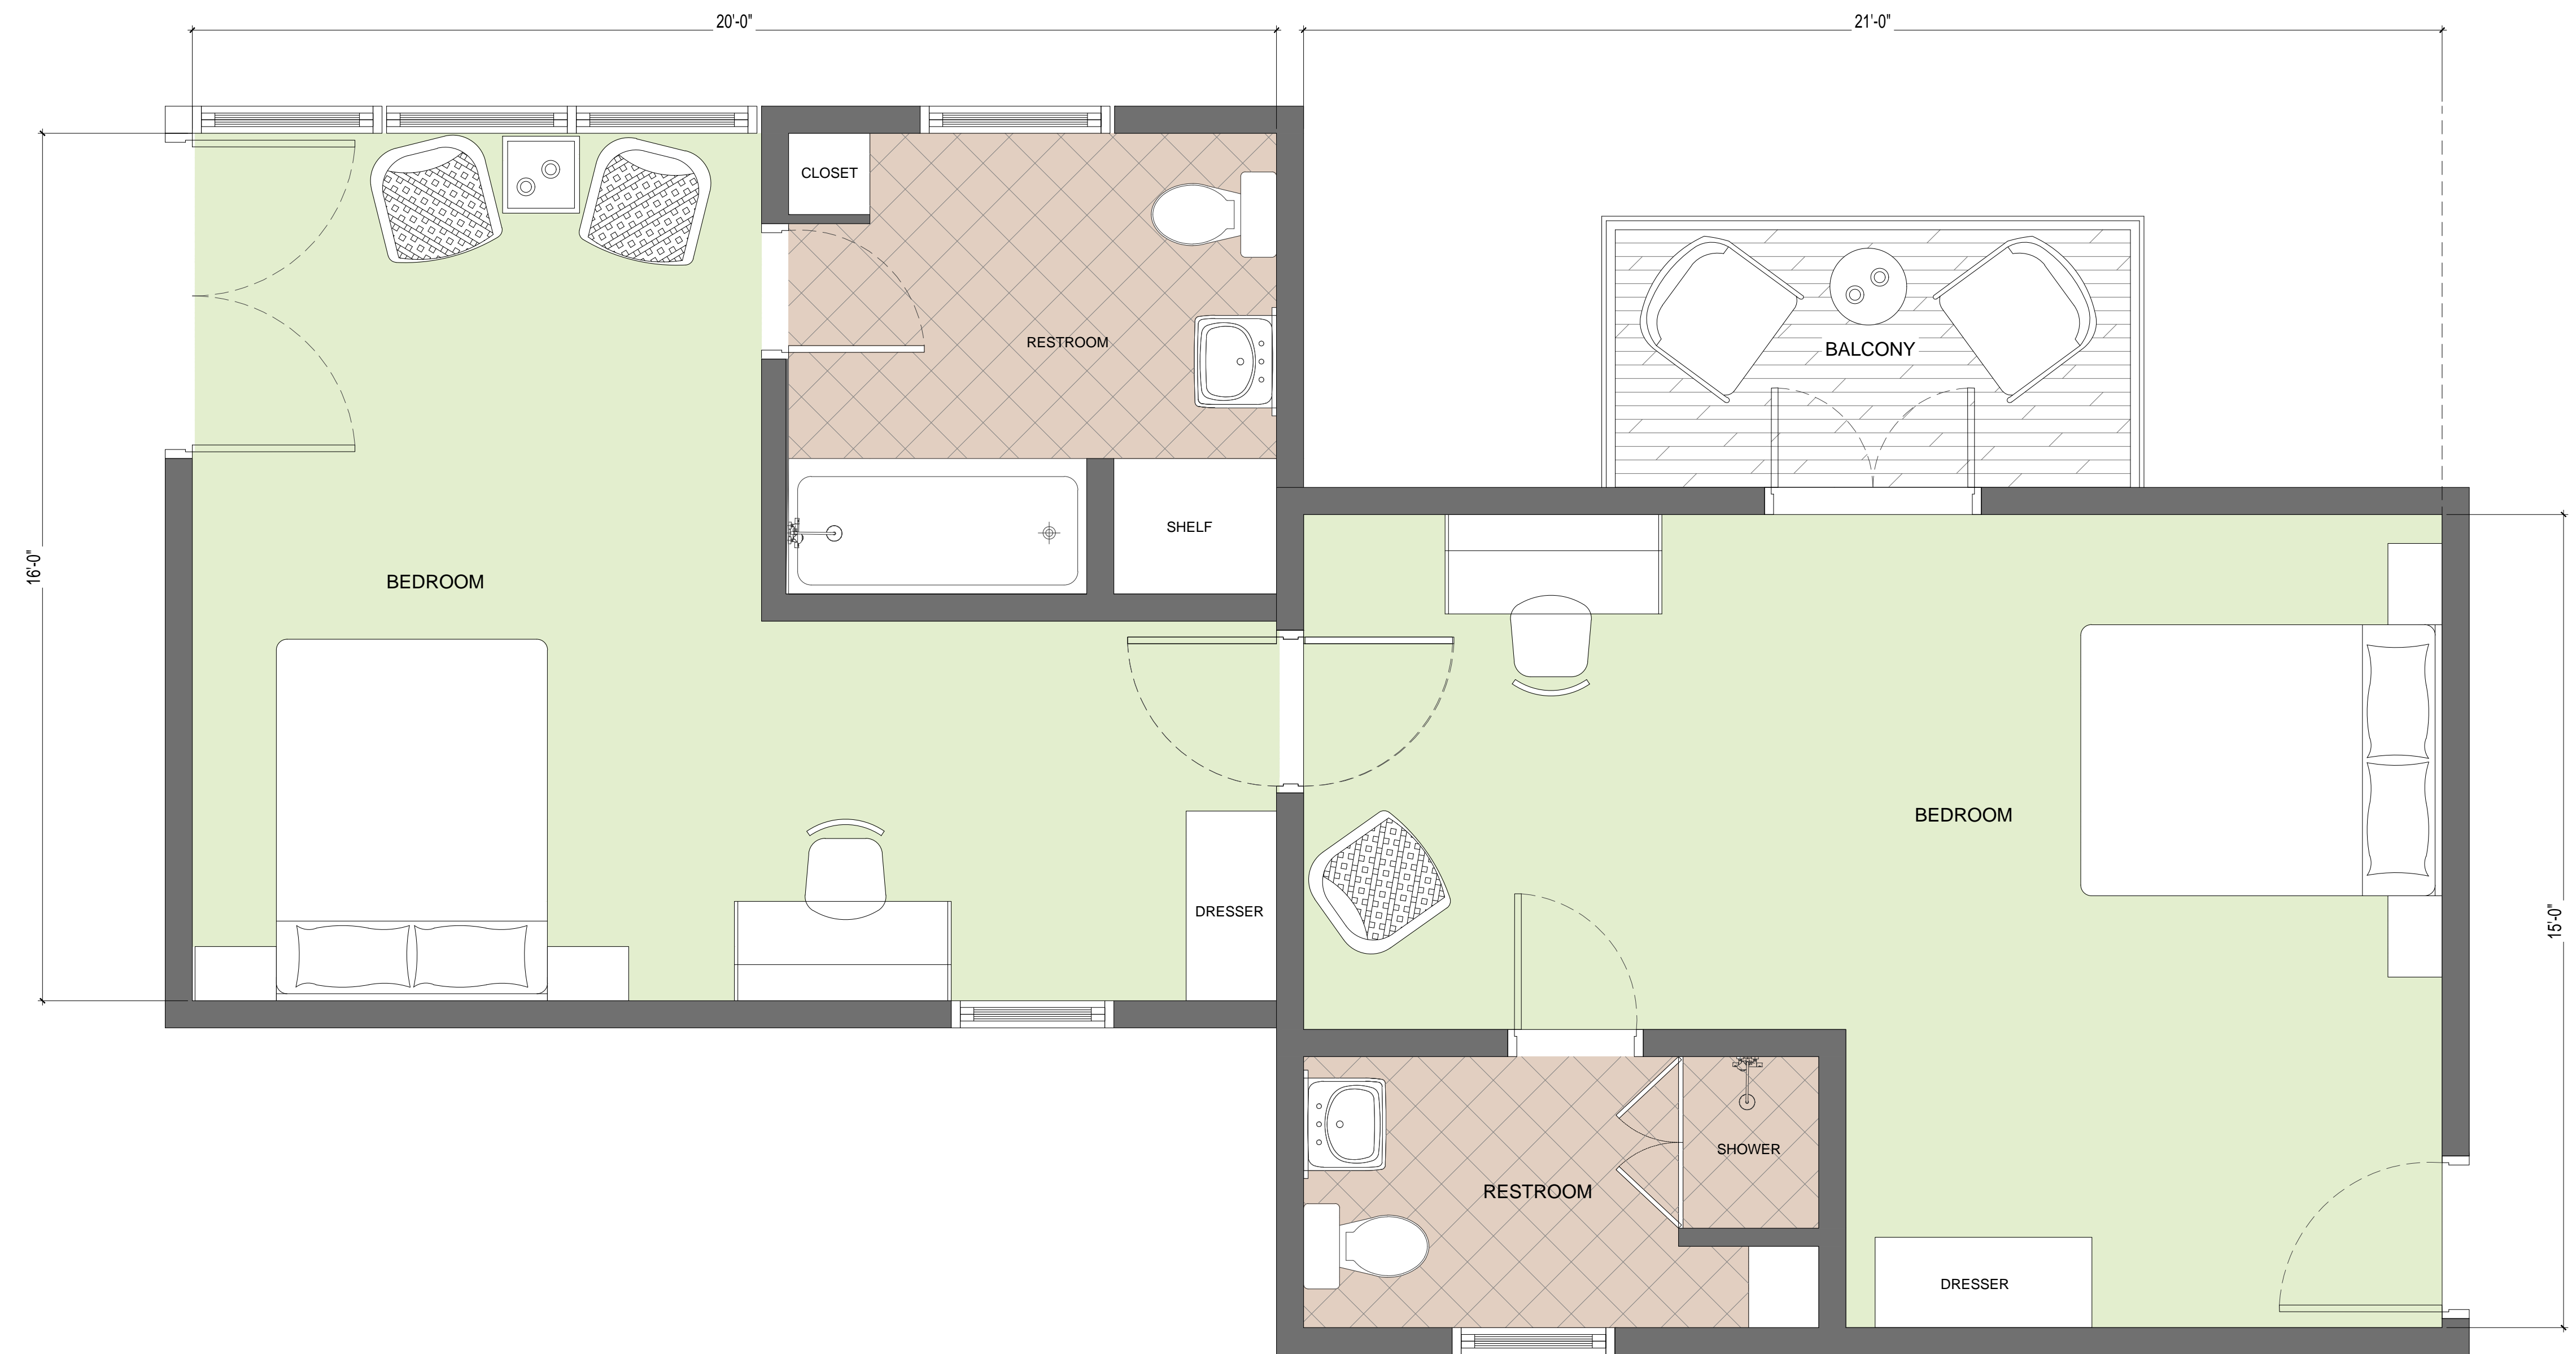 20'-0"
21'-0"
CLOSET
RESTROOM
BALCONY
SHELF
16'-0"
BEDROOM
BEDROOM
DRESSER
15'-0"
SHOWER
RESTROOM
DRESSER